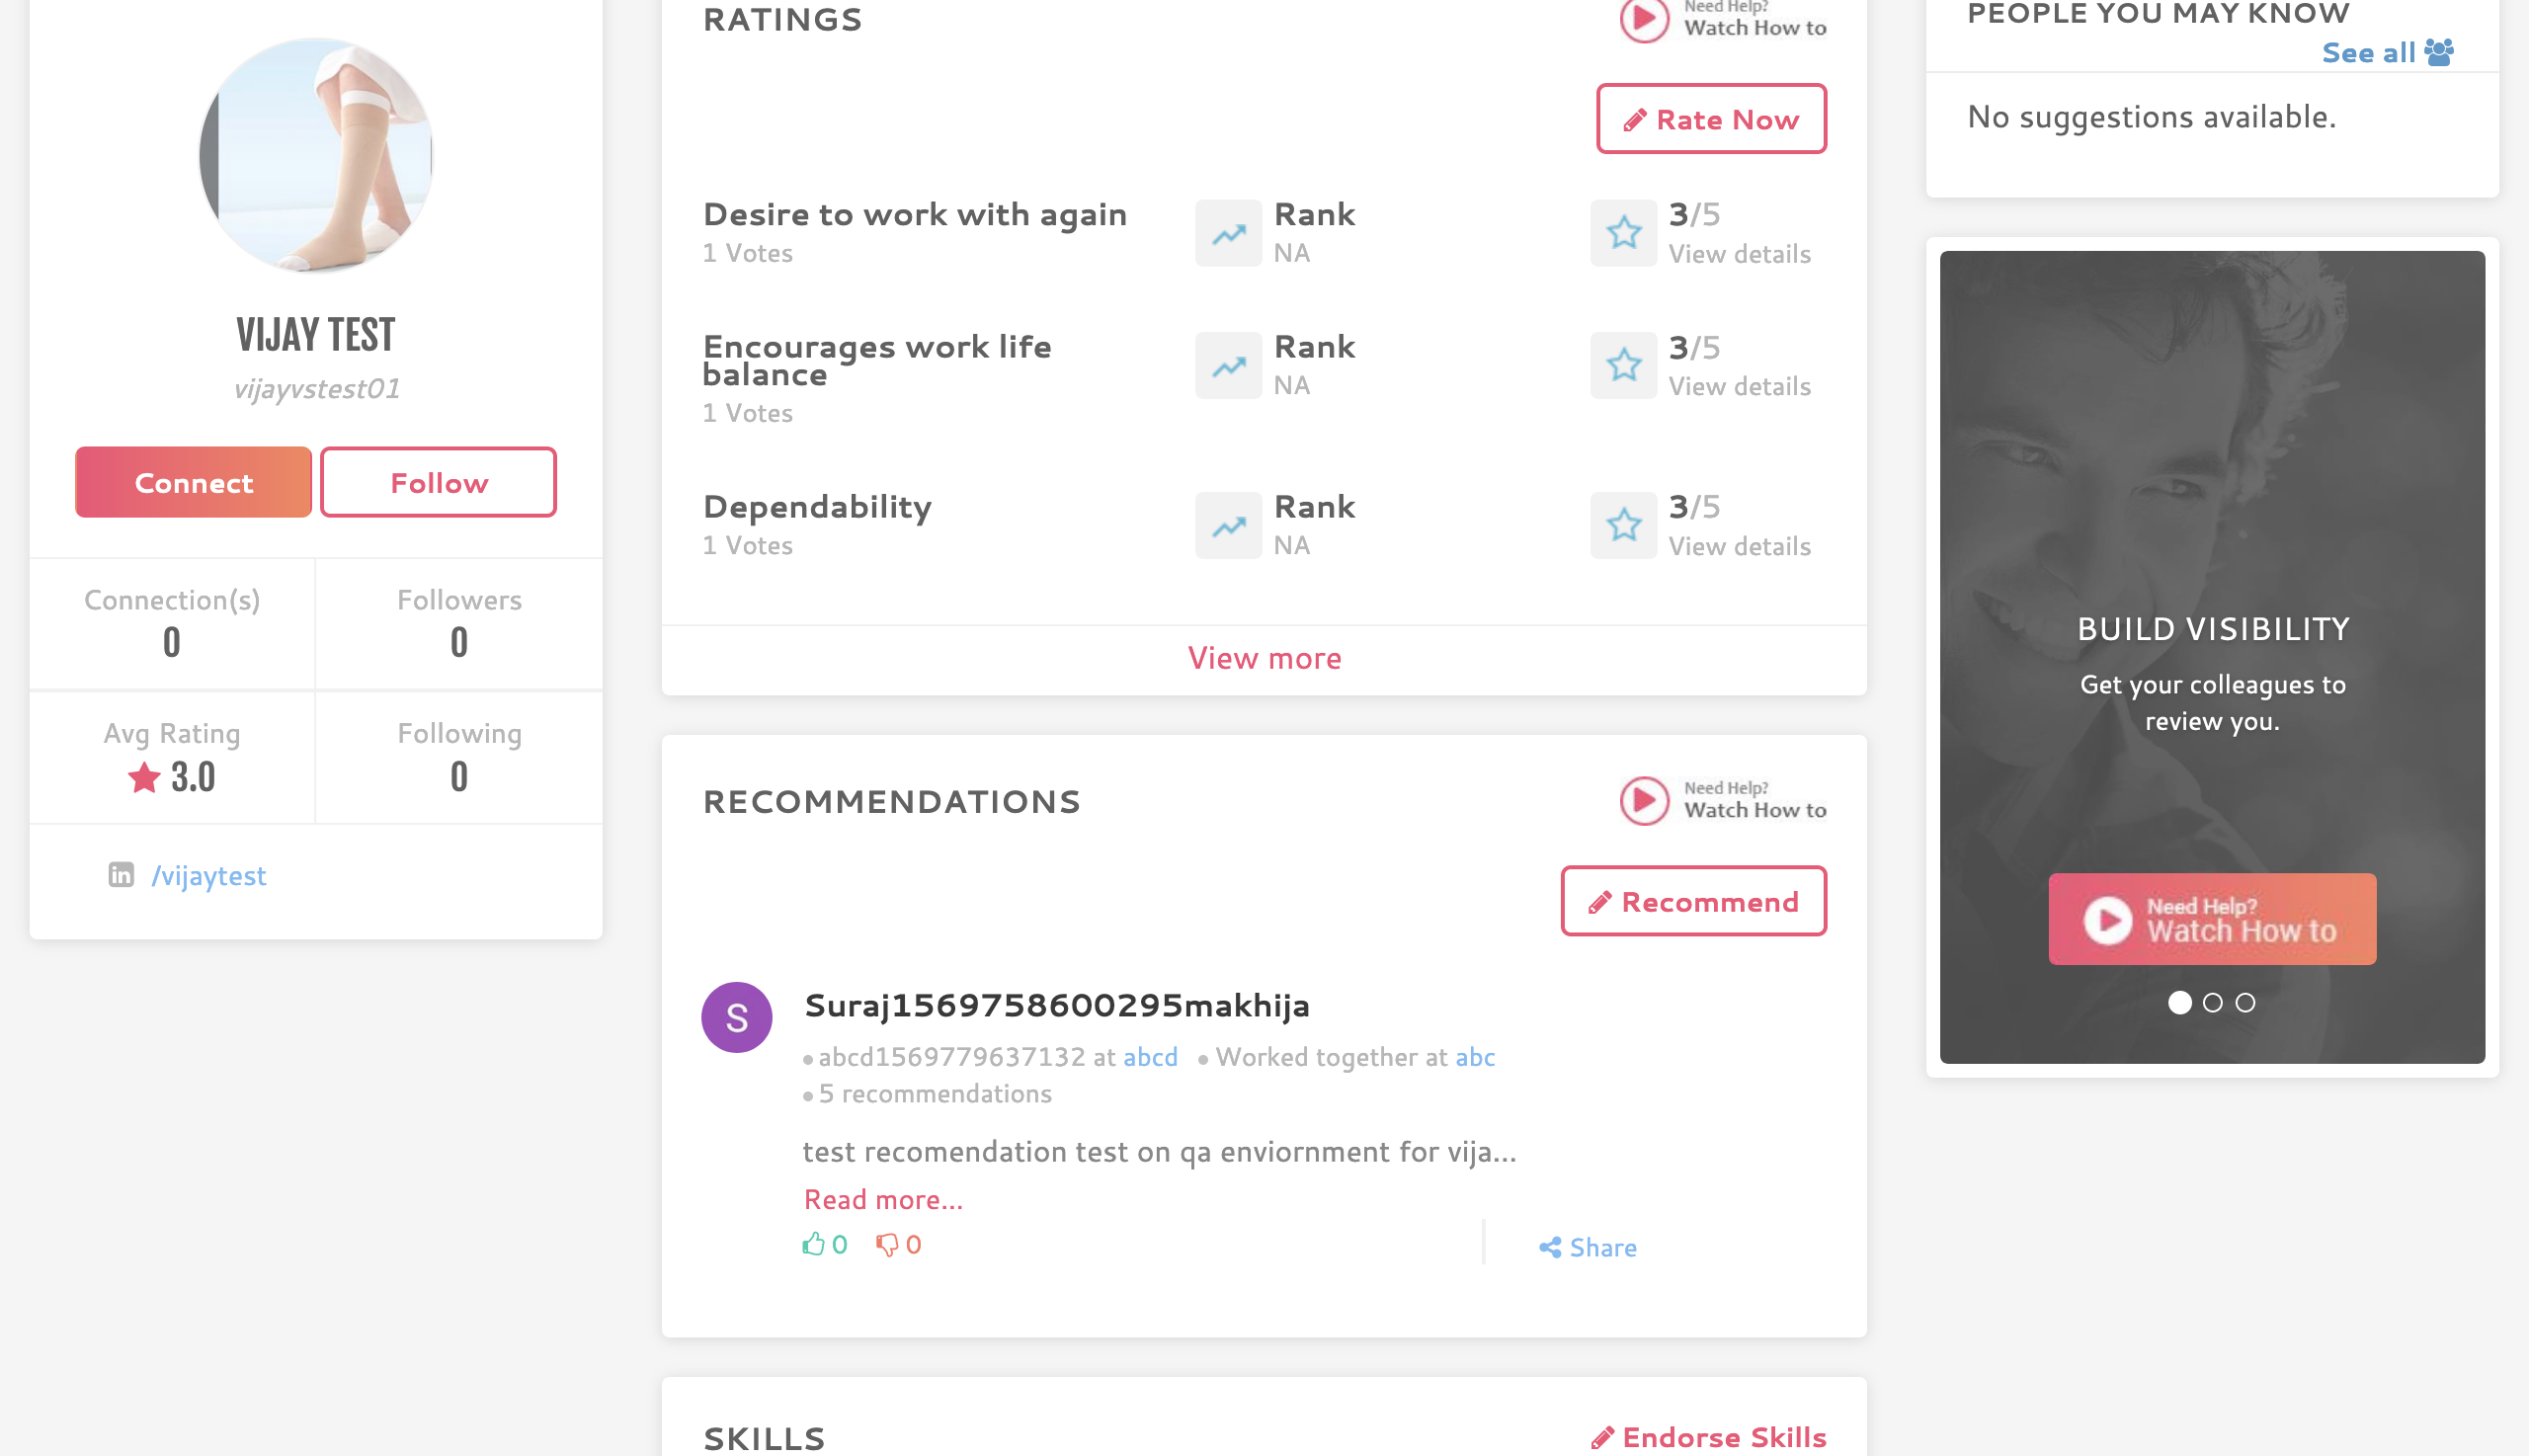 VIJAY TEST
vijayvstest01
Connect
Follow
Connection(s)
0
Followers
0
Avg Rating
3.0
Following
0
in /vijaytest
RATINGS
Need Help?
Watch How to
Rate Now
Desire to work with again
1 Votes
Rank
NA
3/5
View details
Encourages work life
balance
1 Votes
Rank
NA
3/5
View details
Dependability
1 Votes
Rank
NA
3/5
View details
View more
RECOMMENDATIONS
Need Help?
Watch How to
Recommend
S
Suraj1569758600295makhija
abcd1569779637132 at abcd • Worked together at abc
• 5 recommendations
test recomendation test on qa enviornment for vija...
Read more...
0 0
Share
SKILLS
Endorse Skills
PEOPLE YOU MAY KNOW
See all
No suggestions available.
BUILD VISIBILITY
Get your colleagues to
review you.
Need Help?
Watch How to